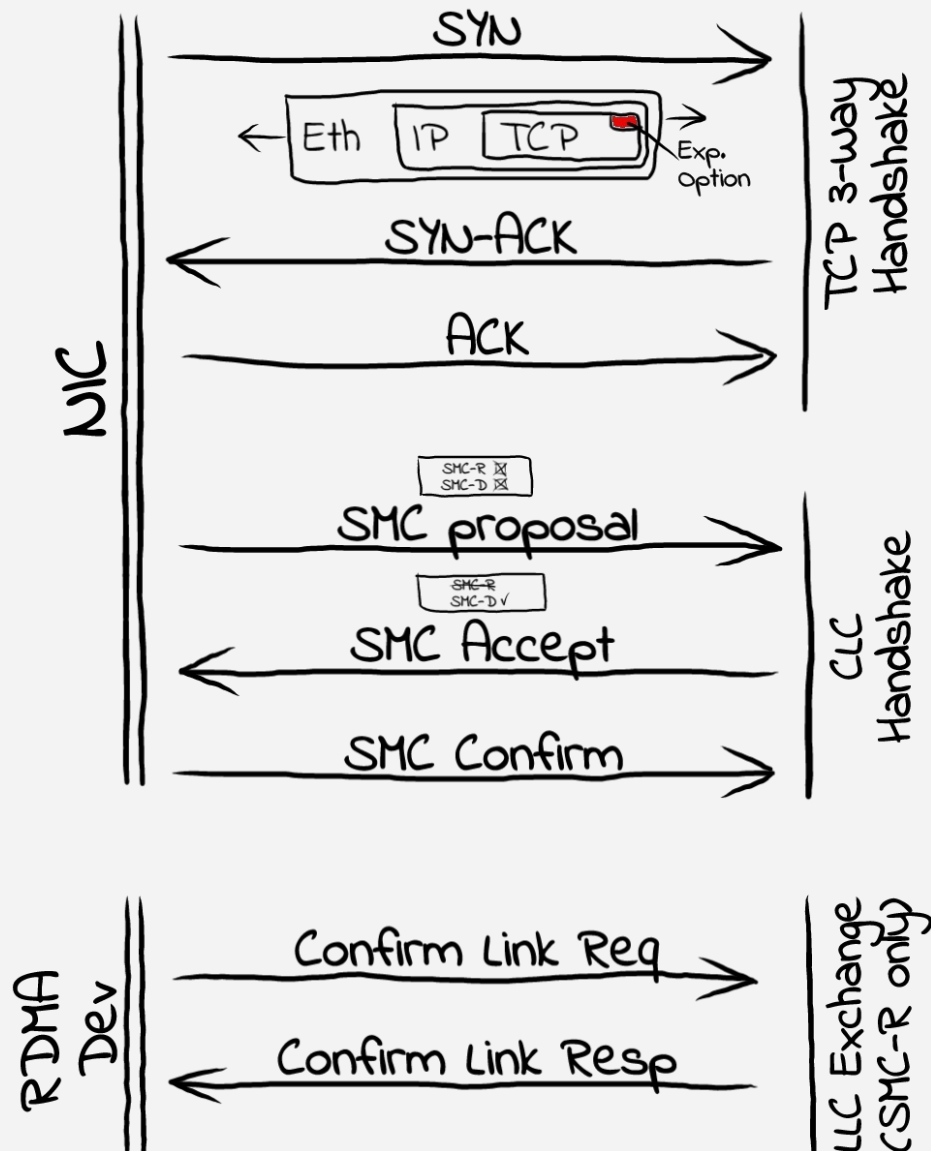 SYN
Eth
IP
TCP
Exp.
Option
SYN-ACK
ACK
TCP 3-way
Handshake
NIC
SMC-R ☒
SMC-D ☒
SMC proposal
SMC-R
SMC-D ✓
SMC Accept
SMC Confirm
CLC
Handshake
RDMA
Dev
Confirm Link Req
Confirm Link Resp
LLC Exchange
(SMC-R only)